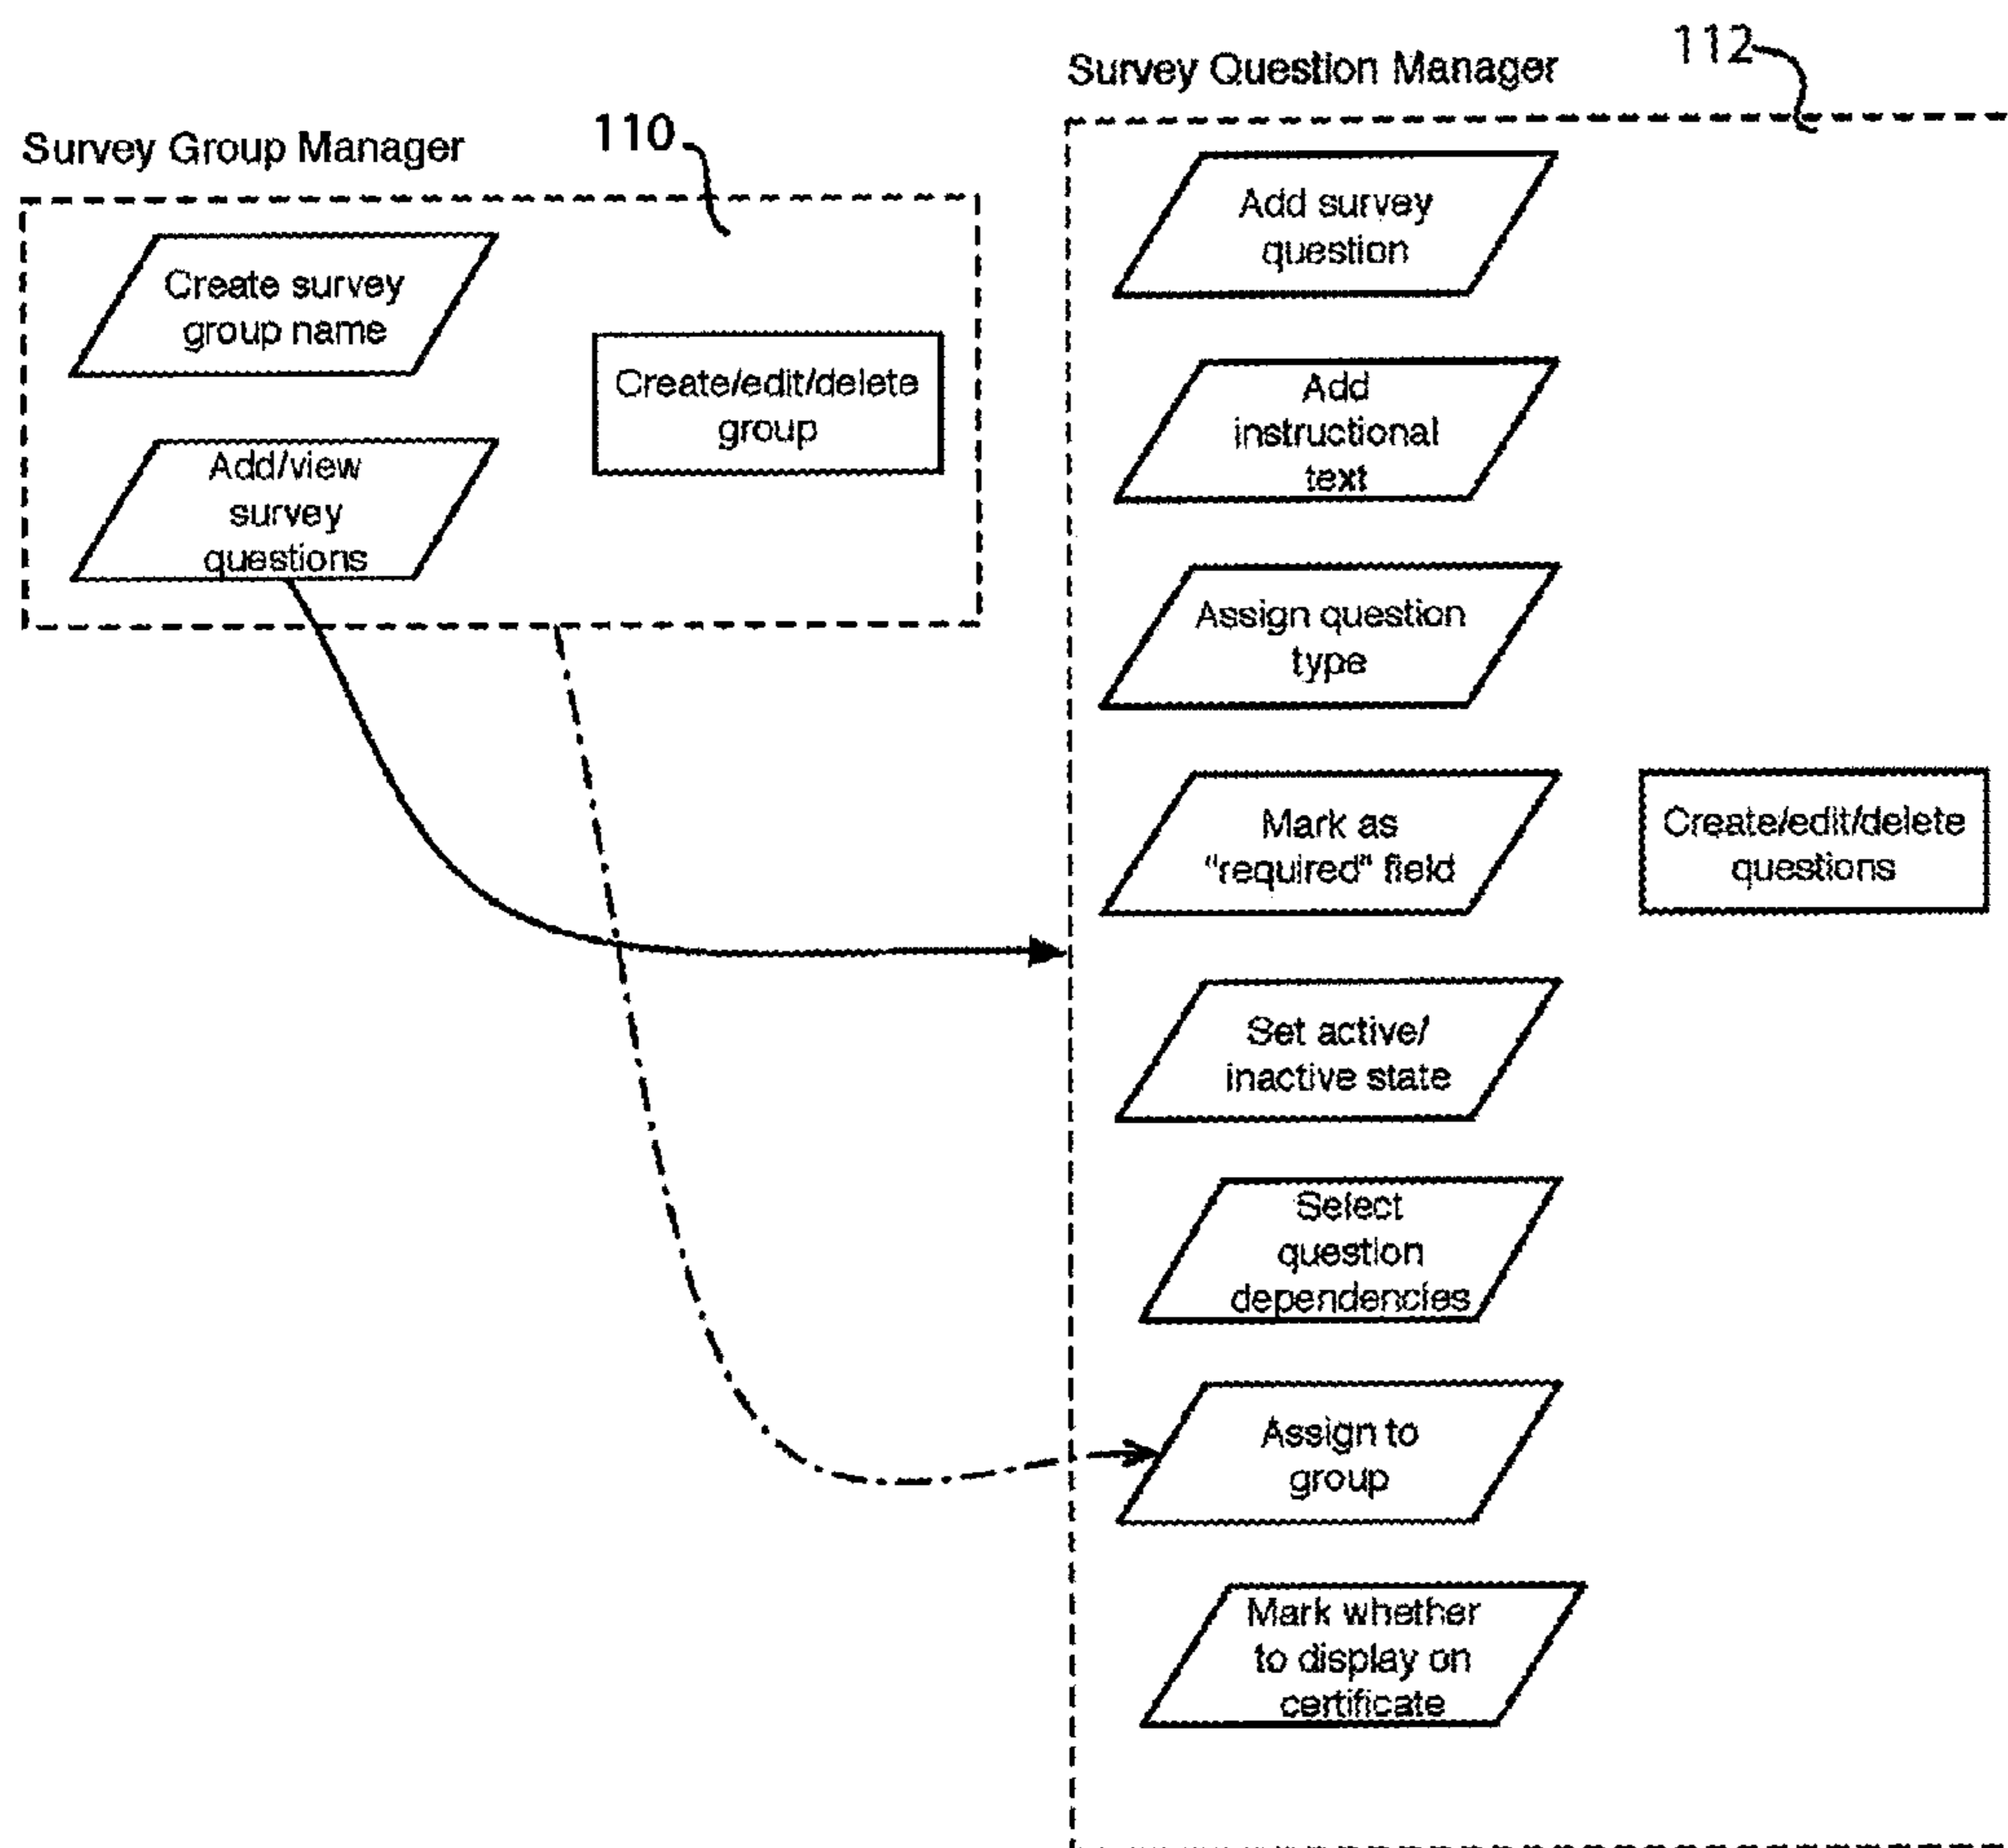 Survey Group Manager
110
Create survey
group name
Add/view
survey
questions
Create/edit/delete
group
Survey Question Manager
112
Add survey
question
Add
instructional
text
Assign question
type
Mark as
“required” field
Create/edit/delete
questions
Set active/
inactive state
Select
question
dependencies
Assign to
group
Mark whether
to display on
certificate